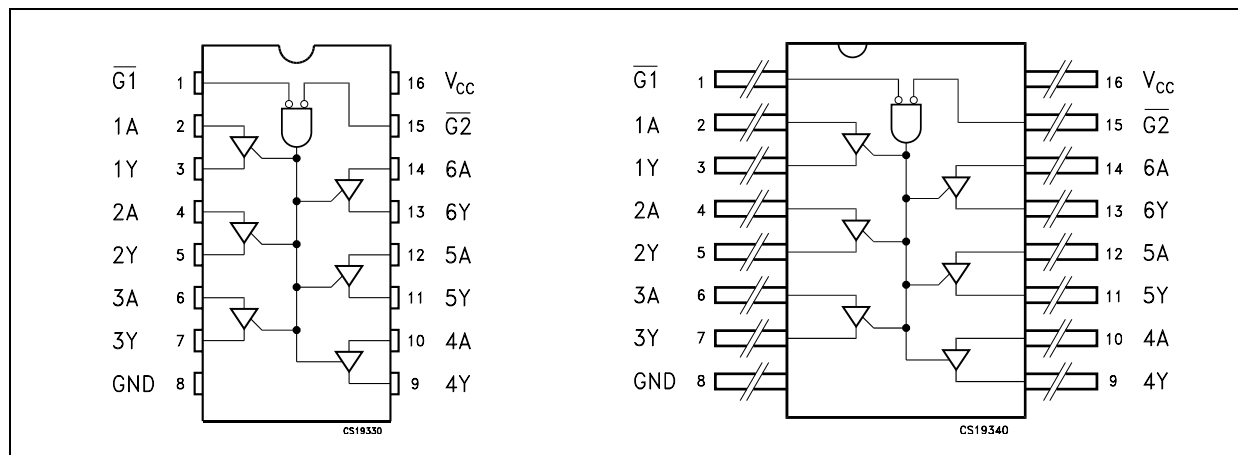 G1 1 16 VCC
1A 2 15 G2
1Y 3 14 6A
2A 4 13 6Y
2Y 5 12 5A
3A 6 11 5Y
3Y 7 10 4A
GND 8 9 4Y
CS19330
G1 1 16 VCC
1A 2 15 G2
1Y 3 14 6A
2A 4 13 6Y
2Y 5 12 5A
3A 6 11 5Y
3Y 7 10 4A
GND 8 9 4Y
CS19340